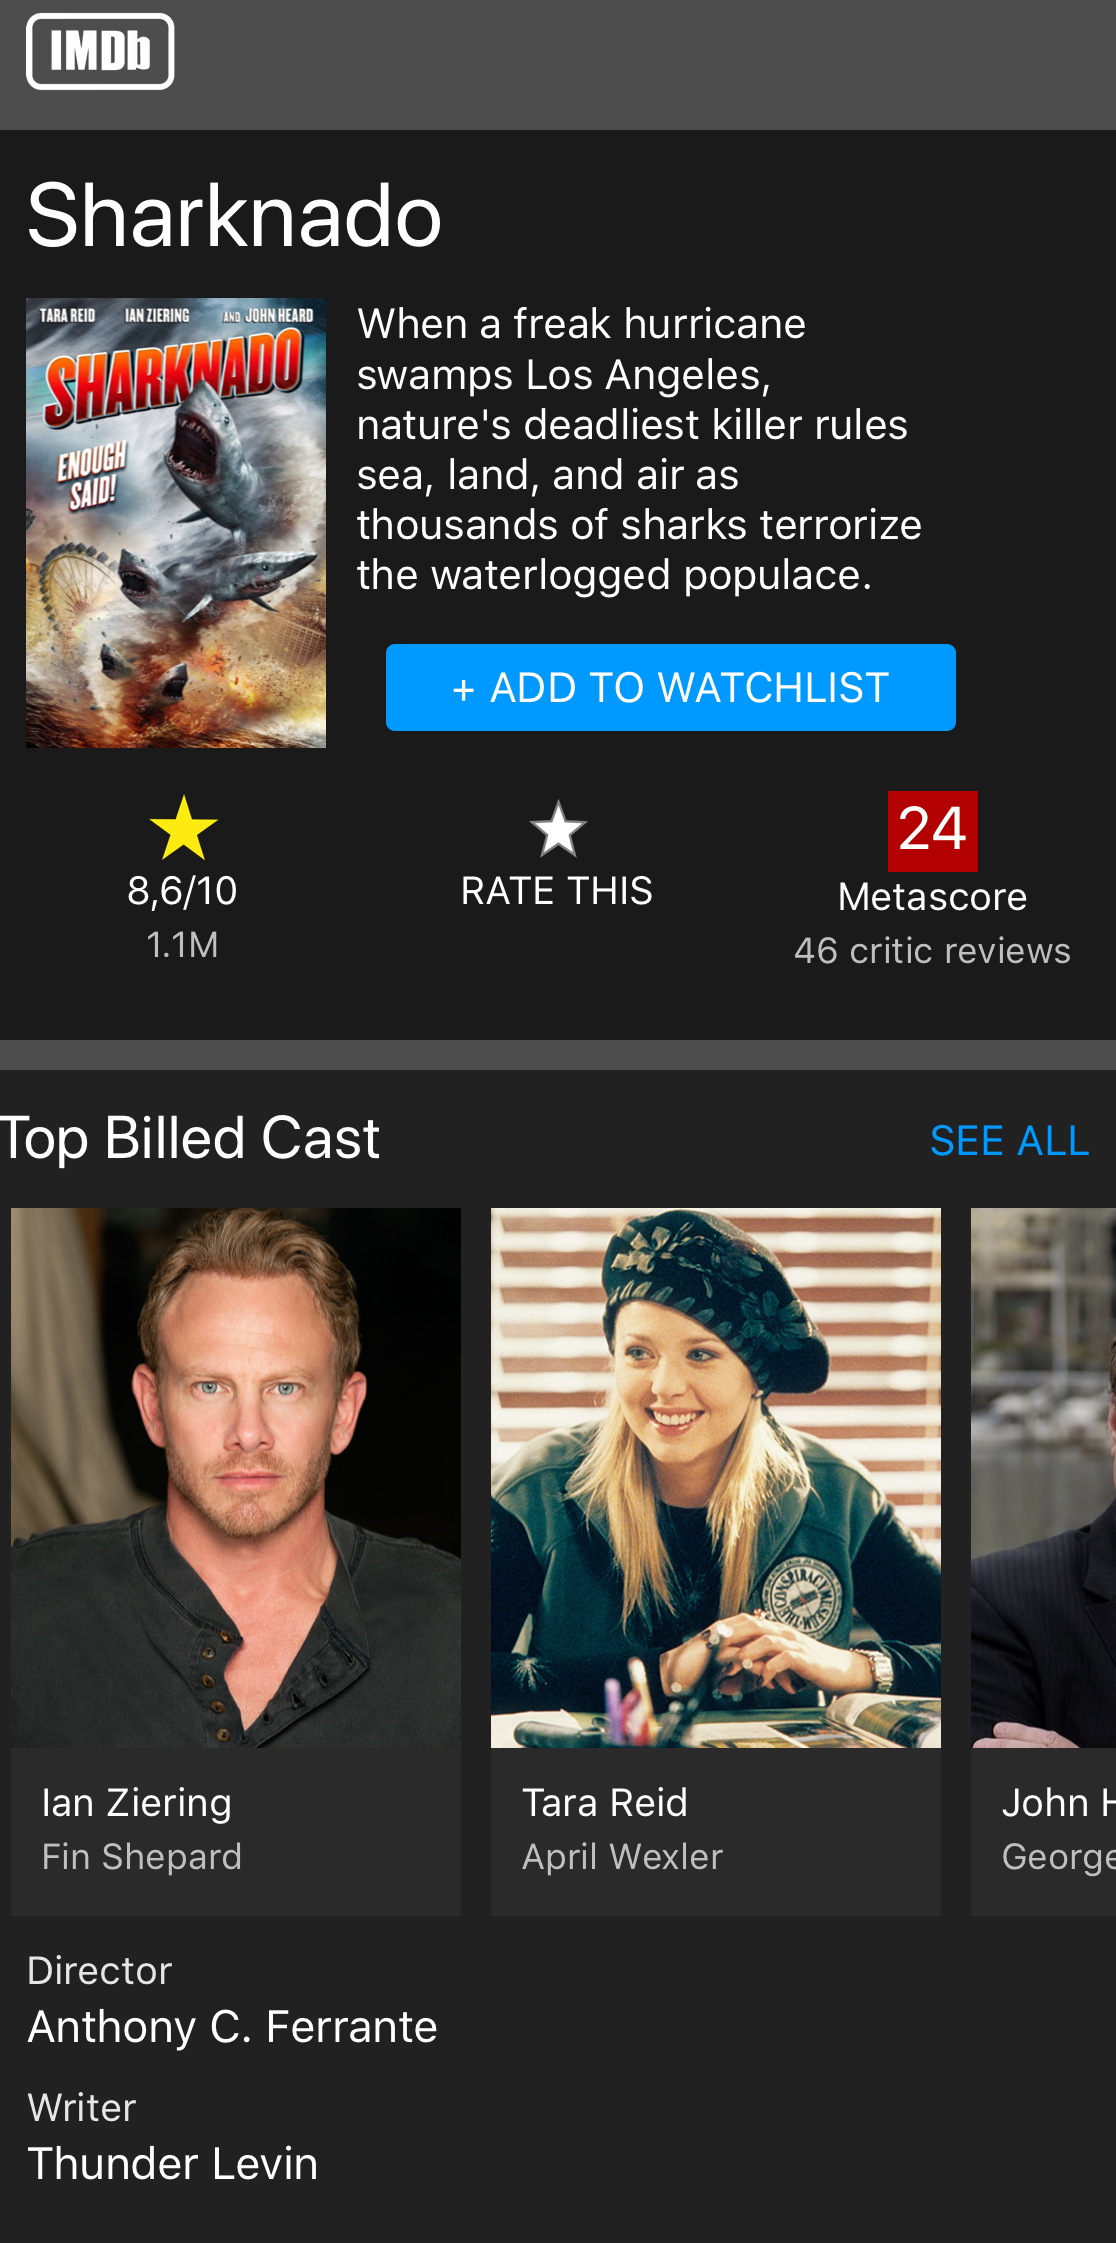 IMDb
Sharknado
TARA REID IAN ZIERING AND JOHN HEARD
SHARKNADO
ENOUGH
SAID!
When a freak hurricane
swamps Los Angeles,
nature's deadliest killer rules
sea, land, and air as
thousands of sharks terrorize
the waterlogged populace.
+ ADD TO WATCHLIST
8,6/10
1.1M
RATE THIS
24
Metascore
46 critic reviews
Top Billed Cast
SEE ALL
THE CONSPIRACY MUSEUM
Ian Ziering
Fin Shepard
Tara Reid
April Wexler
John H
George
Director
Anthony C. Ferrante
Writer
Thunder Levin